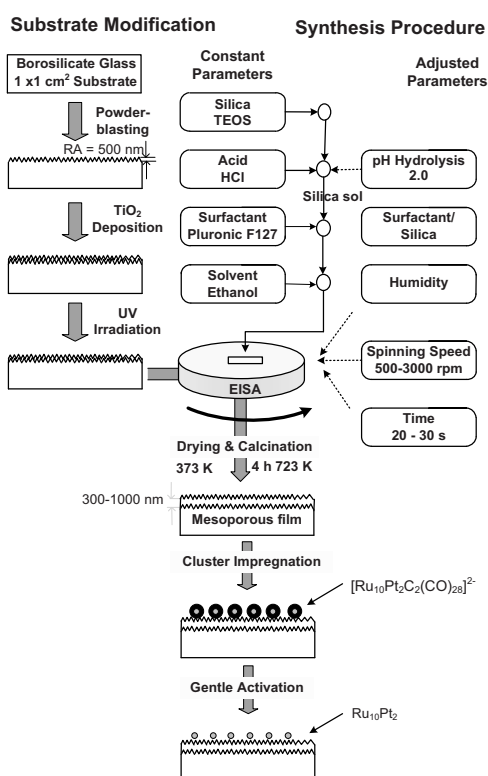 Substrate Modification
Synthesis Procedure
Borosilicate Glass
1 x1 cm² Substrate
Powder-
blasting
RA = 500 nm
TiO₂
Deposition
UV
Irradiation
Constant
Parameters
Adjusted
Parameters
Silica
TEOS
Acid
HCl
Silica sol
Surfactant
Pluronic F127
Solvent
Ethanol
pH Hydrolysis
2.0
Surfactant/
Silica
Humidity
Spinning Speed
500-3000 rpm
Time
20 - 30 s
EISA
Drying & Calcination
373 K
4 h 723 K
300-1000 nm
Mesoporous film
Cluster Impregnation
[Ru₁₀Pt₂C₂(CO)₂₈]²⁻
Gentle Activation
Ru₁₀Pt₂